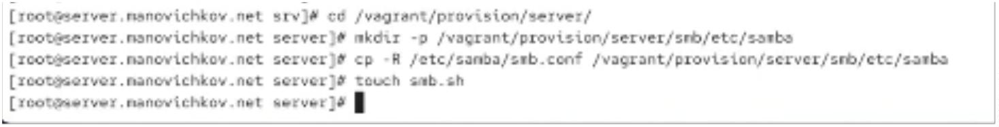 [root@server.manovichkov.net srv]# cd /vagrant/provision/server/
[root@server.manovichkov.net server]# mkdir -p /vagrant/provision/server/smb/etc/samba
[root@server.manovichkov.net server]# cp -R /etc/samba/smb.conf /vagrant/provision/server/smb/etc/samba
[root@server.manovichkov.net server]# touch smb.sh
[root@server.manovichkov.net server]#